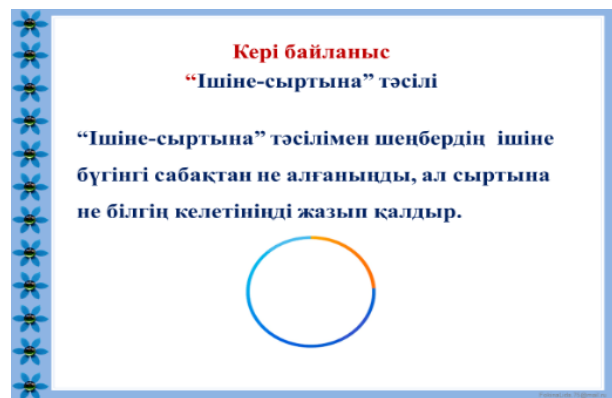 Кері байланыс
“Ішіне-сыртына” тәсілі
“Ішіне-сыртына” тәсілімен шеңбердің ішіне
бүгінгі сабақтан не алғаныңды, ал сыртына
не білгің келетініңді жазып қалдыр.